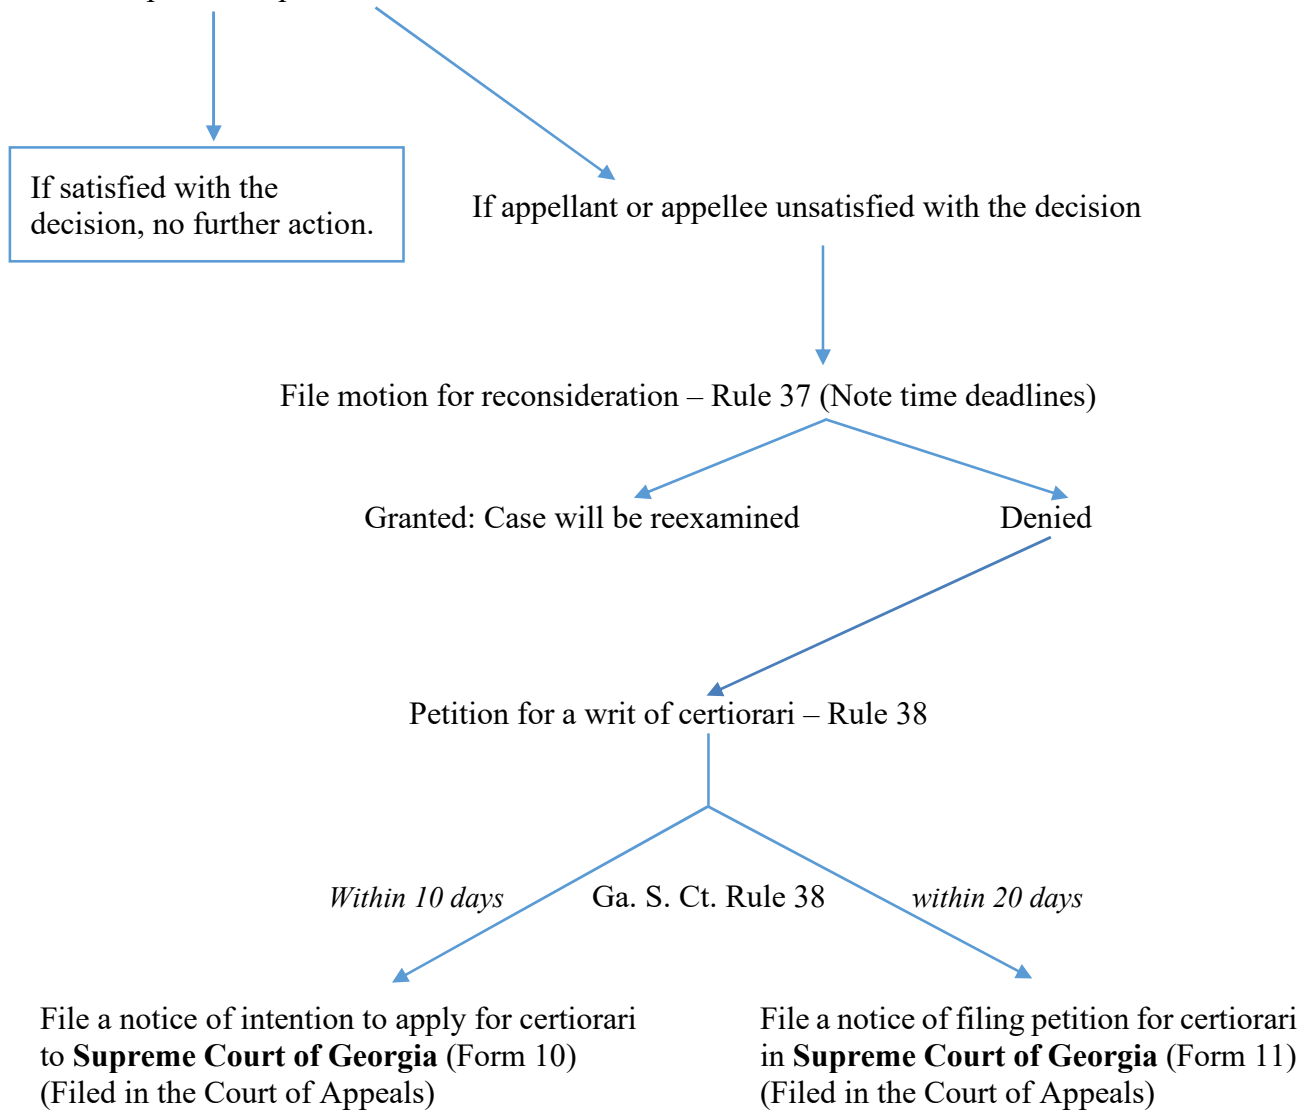 If satisfied with the
decision, no further action.
If appellant or appellee unsatisfied with the decision
File motion for reconsideration – Rule 37 (Note time deadlines)
Granted: Case will be reexamined
Denied
Petition for a writ of certiorari – Rule 38
Within 10 days
Ga. S. Ct. Rule 38
within 20 days
File a notice of intention to apply for certiorari
to Supreme Court of Georgia (Form 10)
(Filed in the Court of Appeals)
File a notice of filing petition for certiorari
in Supreme Court of Georgia (Form 11)
(Filed in the Court of Appeals)